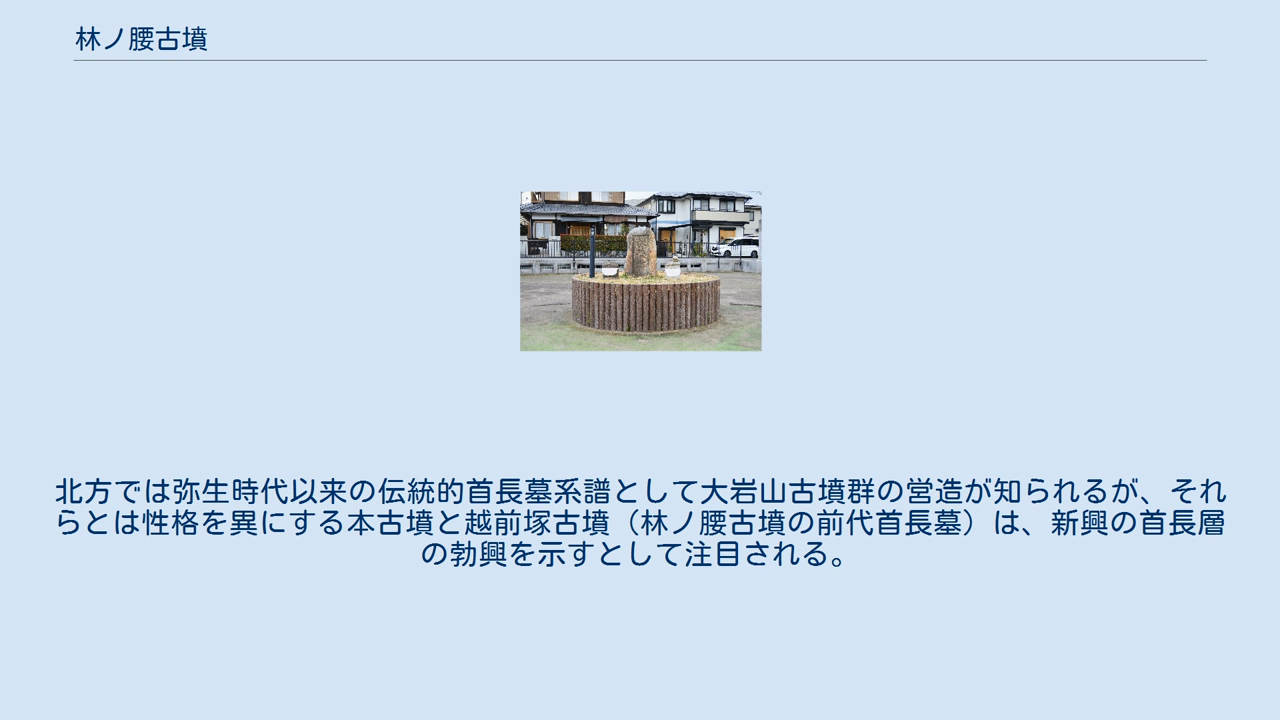 林ノ腰古墳
北方では弥生時代以来の伝統的首長墓系譜として大岩山古墳群の営造が知られるが、それ
らとは性格を異にする本古墳と越前塚古墳（林ノ腰古墳の前代首長墓）は、新興の首長層
の勃興を示すとして注目される。